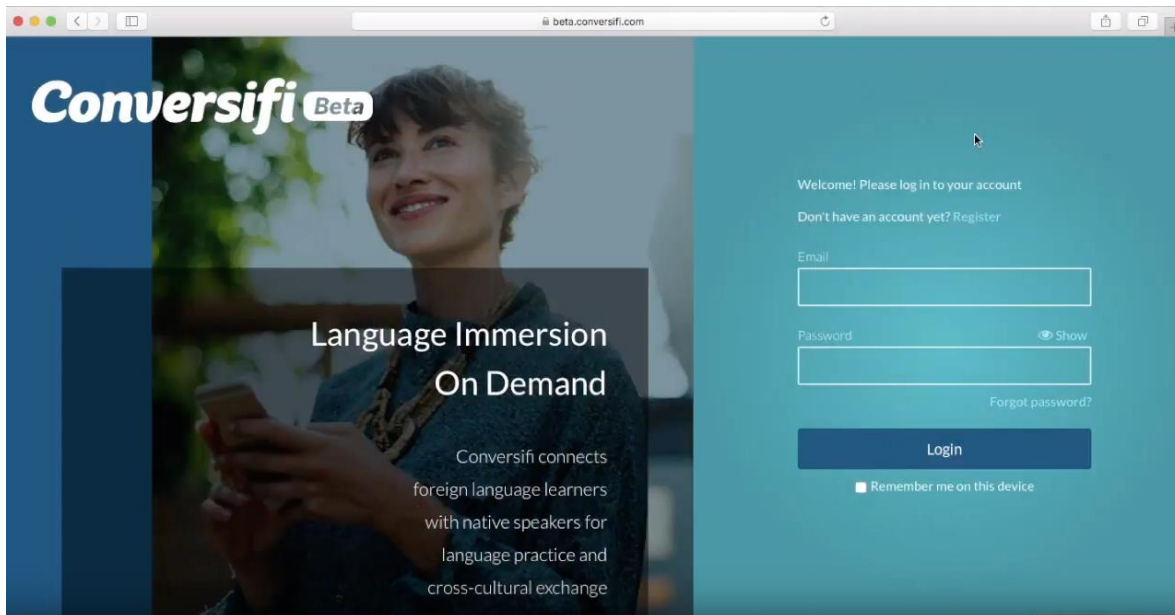 beta.conversifi.com
Conversifi Beta
Language Immersion
On Demand
Conversifi connects
foreign language learners
with native speakers for
language practice and
cross-cultural exchange
Welcome! Please log in to your account
Don't have an account yet? Register
Email
Password Show
Forgot password?
Login
Remember me on this device